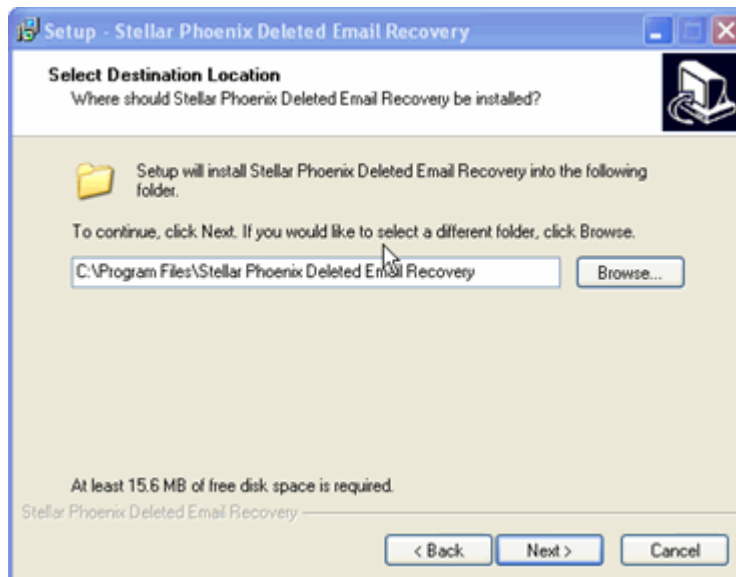 Setup - Stellar Phoenix Deleted Email Recovery
Select Destination Location
Where should Stellar Phoenix Deleted Email Recovery be installed?
Setup will install Stellar Phoenix Deleted Email Recovery into the following
folder.
To continue, click Next. If you would like to select a different folder, click Browse.
C:\Program Files\Stellar Phoenix Deleted Email Recovery
Browse...
At least 15.6 MB of free disk space is required.
Stellar Phoenix Deleted Email Recovery
< Back
Next >
Cancel